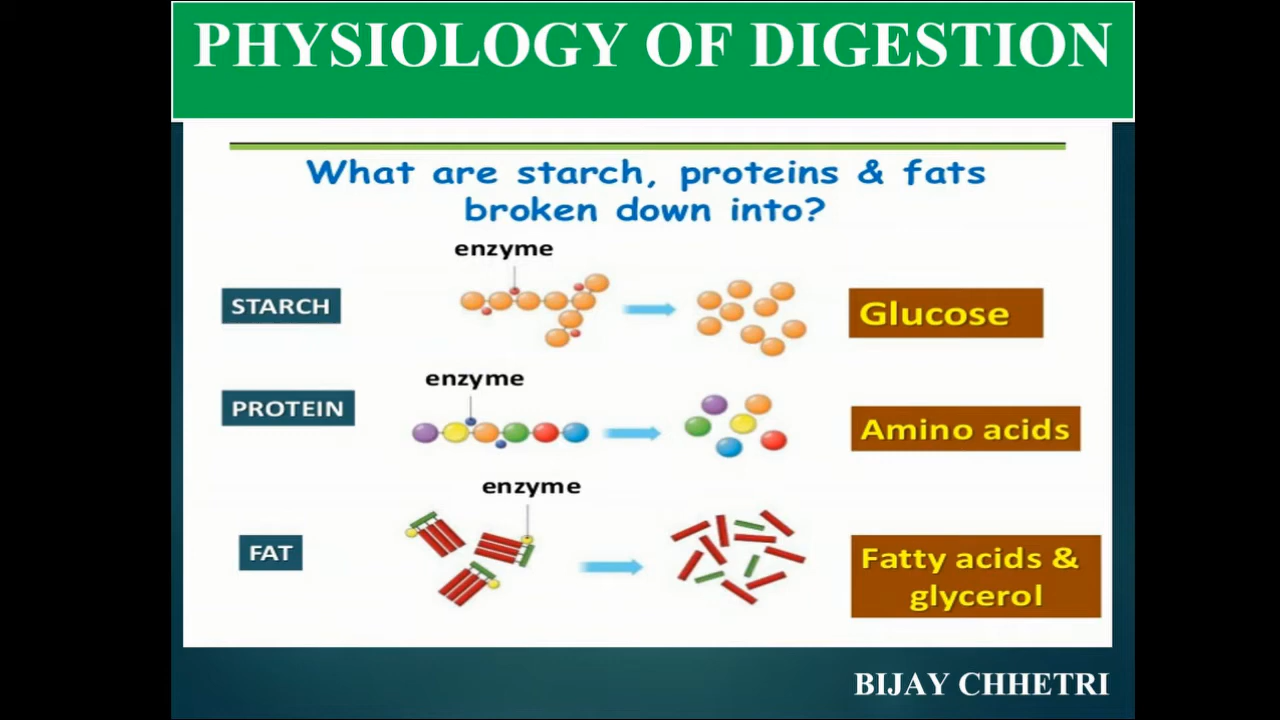 PHYSIOLOGY OF DIGESTION
What are starch, proteins & fats
broken down into?
enzyme
STARCH
Glucose
enzyme
PROTEIN
Amino acids
enzyme
FAT
Fatty acids &
glycerol
BIJAY CHHETRI